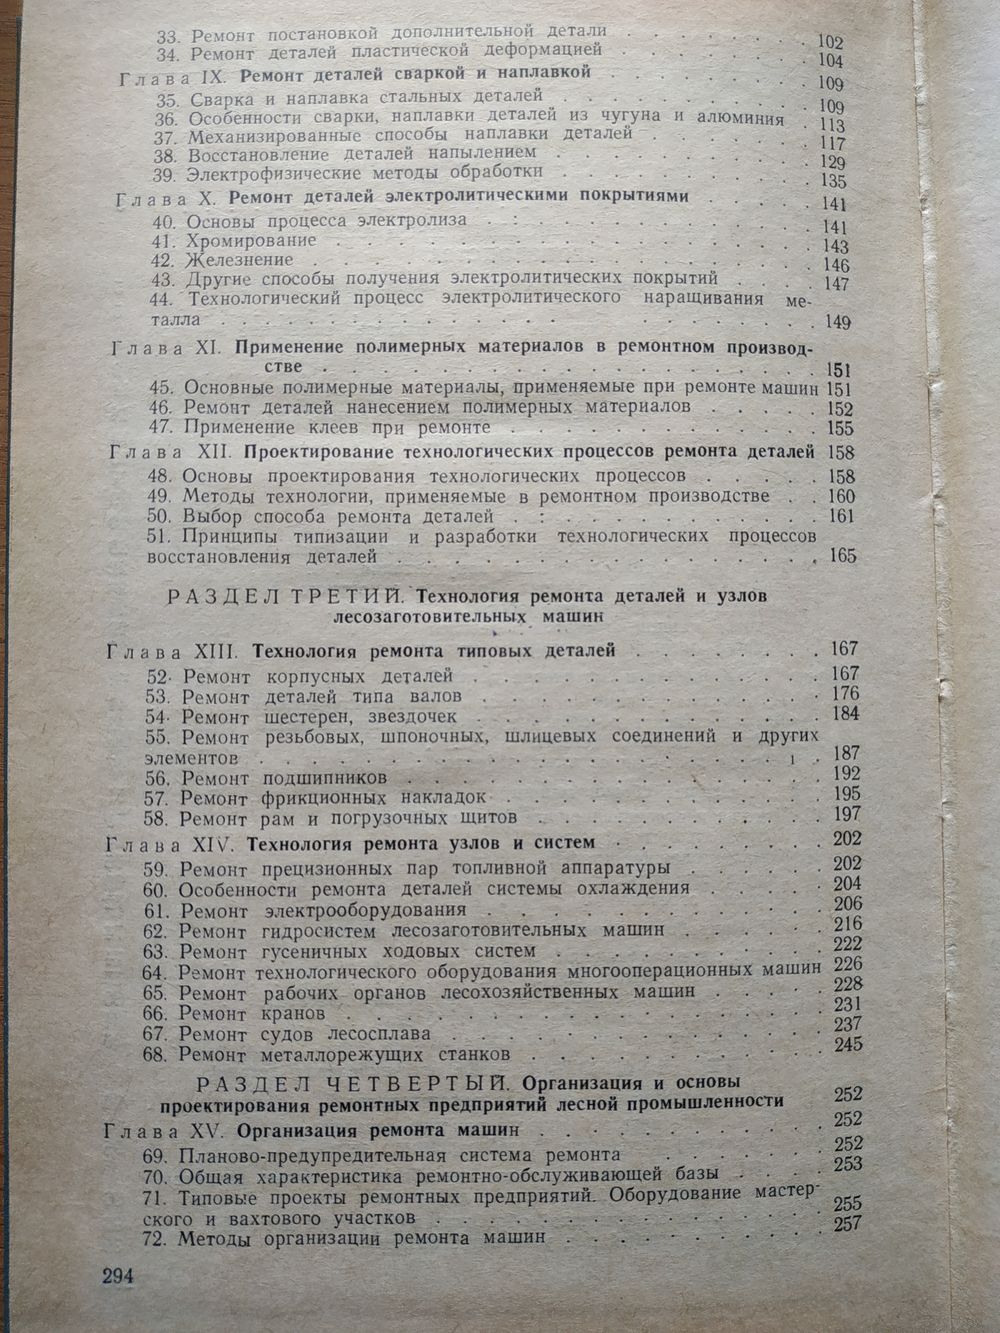 33. Ремонт постановкой дополнительной детали . . . . . . . 102
34. Ремонт деталей пластической деформацией . . . . . . . 104
Глава IX. Ремонт деталей сваркой и наплавкой . . . . . . . 109
35. Сварка и наплавка стальных деталей . . . . . . . . . 109
36. Особенности сварки, наплавки деталей из чугуна и алюминия . 113
37. Механизированные способы наплавки деталей . . . . . . 117
38. Восстановление деталей напылением . . . . . . . . . 129
39. Электрофизические методы обработки . . . . . . . . . 135
Глава X. Ремонт деталей электролитическими покрытиями . . . . . 141
40. Основы процесса электролиза . . . . . . . . . . . 141
41. Хромирование . . . . . . . . . . . . . . . . 143
42. Железнение . . . . . . . . . . . . . . . . . 146
43. Другие способы получения электролитических покрытий . . . . 147
44. Технологический процесс электролитического наращивания ме-
талла . . . . . . . . . . . . . . . . . . . . 149
Глава XI. Применение полимерных материалов в ремонтном производ-
стве . . . . . . . . . . . . . . . . . . 151
45. Основные полимерные материалы, применяемые при ремонте машин 151
46. Ремонт деталей нанесением полимерных материалов . . . . . 152
47. Применение клеев при ремонте . . . . . . . . . . . 155
Глава XII. Проектирование технологических процессов ремонта деталей 158
48. Основы проектирования технологических процессов . . . . . 158
49. Методы технологии, применяемые в ремонтном производстве . . 160
50. Выбор способа ремонта деталей . . . . . . . . . . . 161
51. Принципы типизации и разработки технологических процессов
восстановления деталей . . . . . . . . . . . . . . . 165
РАЗДЕЛ ТРЕТИЙ. Технология ремонта деталей и узлов
лесозаготовительных машин
Глава XIII. Технология ремонта типовых деталей . . . . . . . . 167
52. Ремонт корпусных деталей . . . . . . . . . . . . . 167
53. Ремонт деталей типа валов . . . . . . . . . . . . 176
54. Ремонт шестерен, звездочек . . . . . . . . . . . . 184
55. Ремонт резьбовых, шпоночных, шлицевых соединений и других
элементов . . . . . . . . . . . . . . . . . . . 187
56. Ремонт подшипников . . . . . . . . . . . . . . . 192
57. Ремонт фрикционных накладок . . . . . . . . . . . . 195
58. Ремонт рам и погрузочных щитов . . . . . . . . . . . 197
Глава XIV. Технология ремонта узлов и систем . . . . . . . . . 202
59. Ремонт прецизионных пар топливной аппаратуры . . . . . . 202
60. Особенности ремонта деталей системы охлаждения . . . . . 204
61. Ремонт электрооборудования . . . . . . . . . . . . 206
62. Ремонт гидросистем лесозаготовительных машин . . . . . . 216
63. Ремонт гусеничных ходовых систем . . . . . . . . . . 222
64. Ремонт технологического оборудования многооперационных машин 226
65. Ремонт рабочих органов лесохозяйственных машин . . . . . 228
66. Ремонт кранов . . . . . . . . . . . . . . . . . 231
67. Ремонт судов лесосплава . . . . . . . . . . . . . 237
68. Ремонт металлорежущих станков . . . . . . . . . . . 245
РАЗДЕЛ ЧЕТВЕРТЫЙ. Организация и основы
проектирования ремонтных предприятий лесной промышленности 252
Глава XV. Организация ремонта машин . . . . . . . . . . . 252
69. Планово-предупредительная система ремонта . . . . . . . 252
70. Общая характеристика ремонтно-обслуживающей базы . . . . 253
71. Типовые проекты ремонтных предприятий. Оборудование мастер-
ского и вахтового участков . . . . . . . . . . . . . . 255
72. Методы организации ремонта машин . . . . . . . . . . 257
294